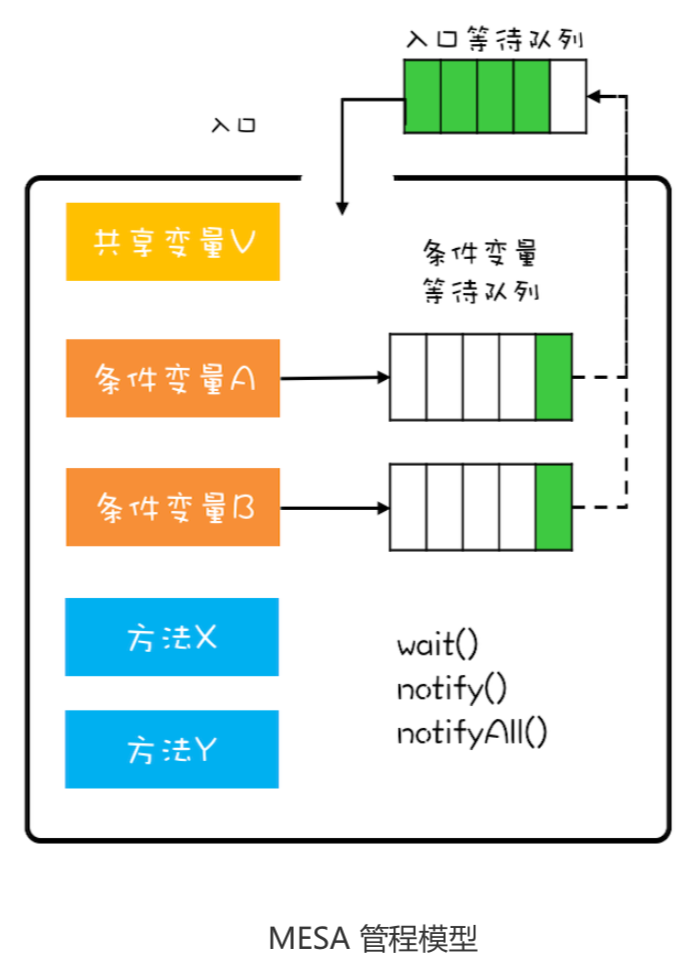 入口等待队列
入口
共享变量V
条件变量
等待队列
条件变量A
条件变量B
方法X
wait()
notify()
notifyAll()
方法Y
MESA 管程模型